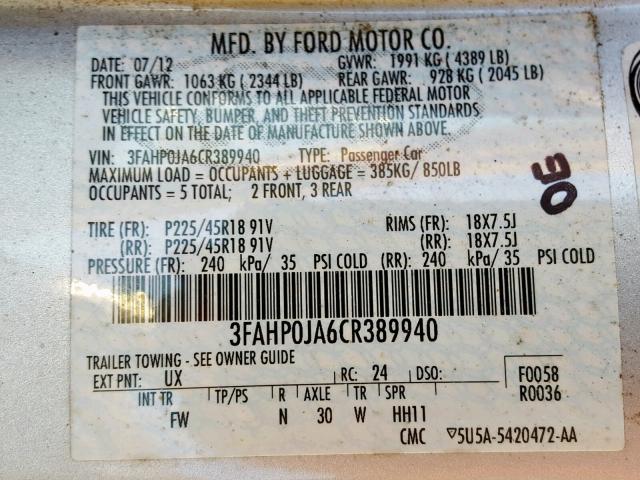 MFD. BY FORD MOTOR CO.
DATE: 07/12 GVWR: 1991 KG ( 4389 LB)
FRONT GAWR: 1063 KG ( 2344 LB) REAR GAWR: 928 KG ( 2045 LB)
THIS VEHICLE CONFORMS TO ALL APPLICABLE FEDERAL MOTOR
VEHICLE SAFETY, BUMPER, AND THEFT PREVENTION STANDARDS
IN EFFECT ON THE DATE OF MANUFACTURE SHOWN ABOVE.
VIN: 3FAHP0JA6CR389940 TYPE: Passenger Car
MAXIMUM LOAD = OCCUPANTS + LUGGAGE = 385KG/ 850LB
OCCUPANTS = 5 TOTAL; 2 FRONT, 3 REAR
TIRE (FR): P225/45R18 91V RIMS (FR): 18X7.5J
(RR): P225/45R18 91V (RR): 18X7.5J
PRESSURE (FR): 240 kPa/ 35 PSI COLD (RR): 240 kPa/ 35 PSI COLD
3FAHP0JA6CR389940
TRAILER TOWING - SEE OWNER GUIDE
EXT PNT: UX RC: 24 DSO: F0058
R0036
INT TR TP/PS R AXLE TR SPR
FW N 30 W HH11
CMC ▽5U5A-5420472-AA